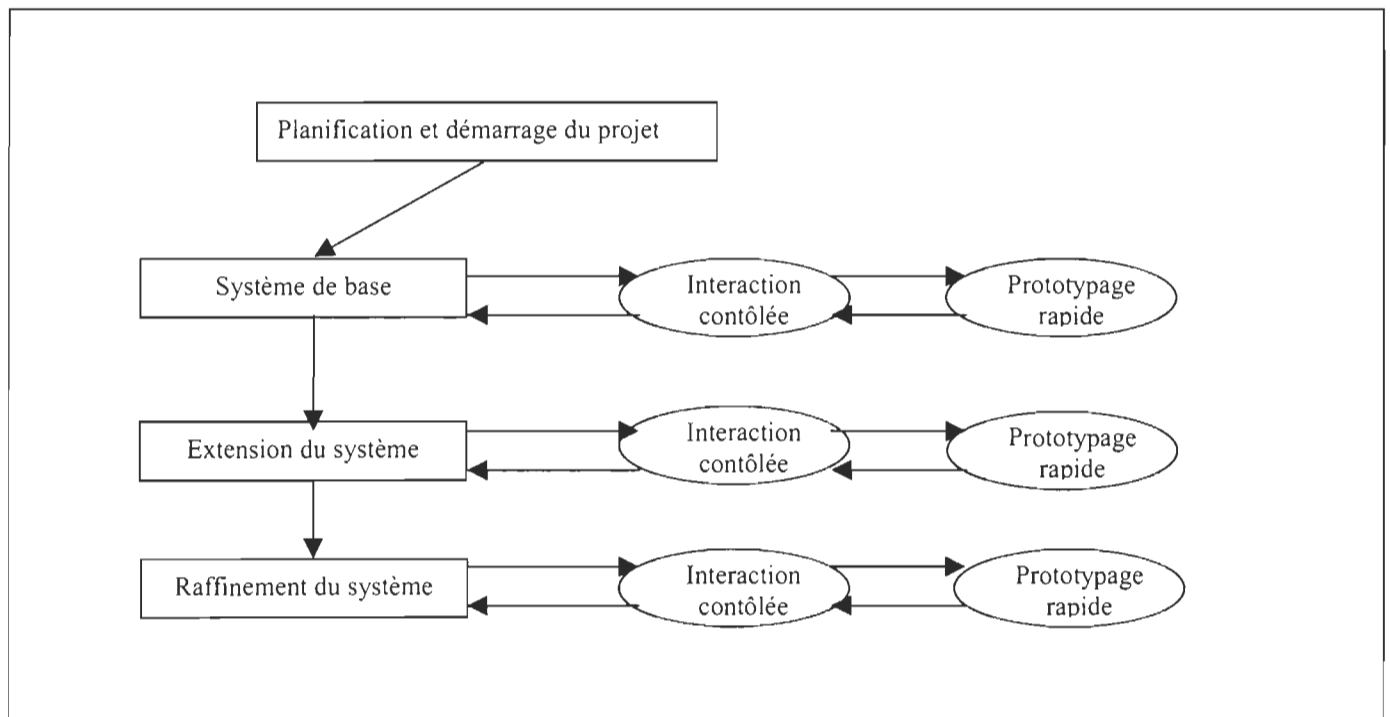 Planification et démarrage du projet
Système de base
Interaction
contôlée
Prototypage
rapide
Extension du système
Interaction
contôlée
Prototypage
rapide
Raffinement du système
Interaction
contôlée
Prototypage
rapide